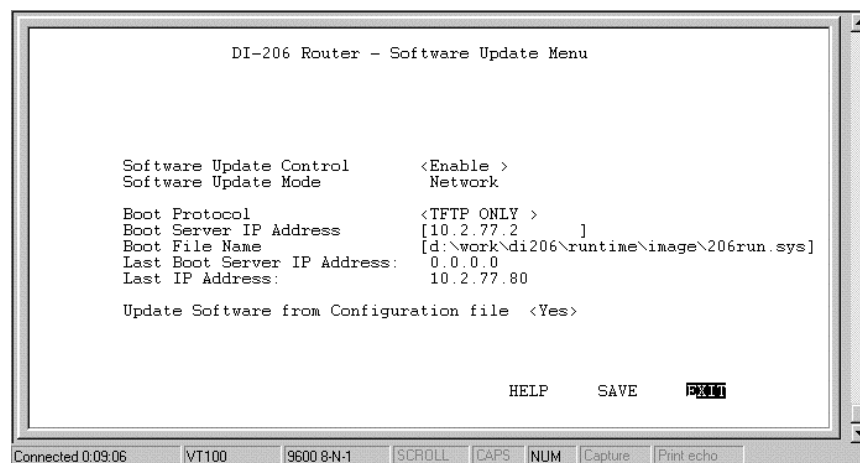 DI-206 Router - Software Update Menu
Software Update Control <Enable >
Software Update Mode Network
Boot Protocol <TFTP ONLY >
Boot Server IP Address [10.2.77.2 ]
Boot File Name [d:\work\di206\runtime\image\206run.sys]
Last Boot Server IP Address: 0.0.0.0
Last IP Address: 10.2.77.80
Update Software from Configuration file <Yes>
HELP SAVE EXIT
Connected 0:09:06 VT100 9600 8-N-1 SCROLL CAPS NUM Capture Print echo